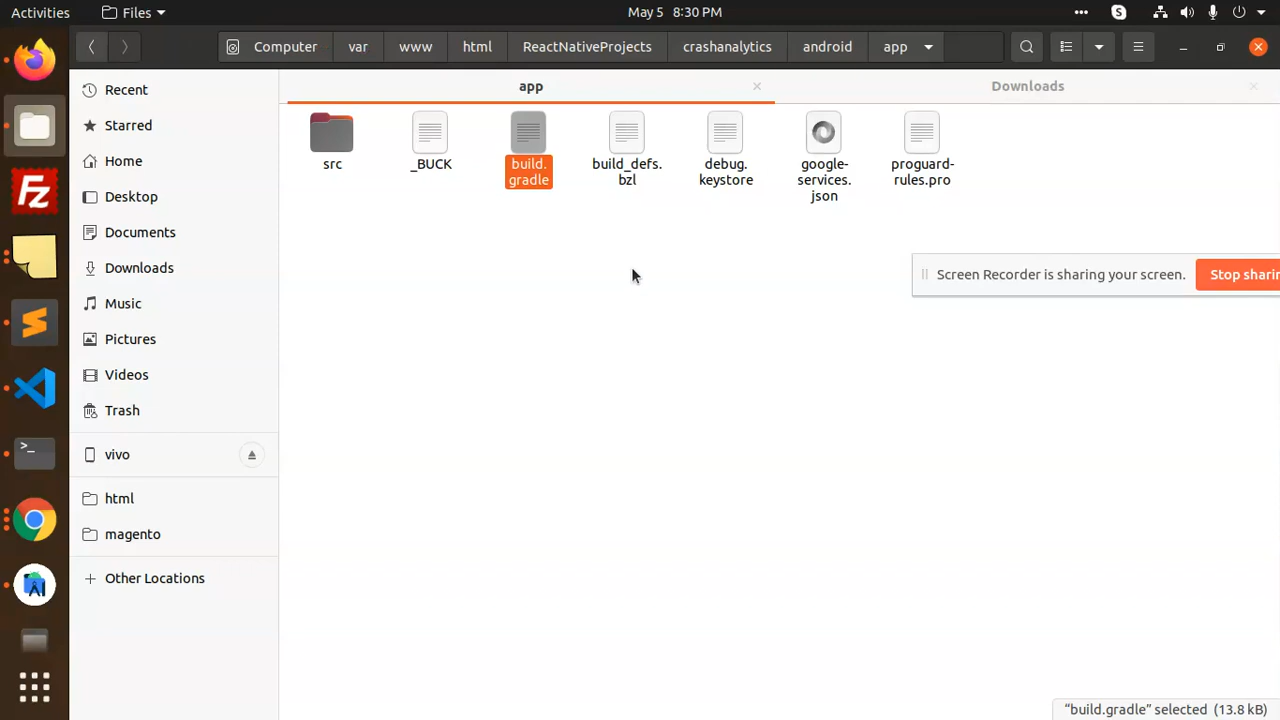 Activities Files May 5 8:30 PM
Computer var www html ReactNativeProjects crashanalytics android app
app Downloads
Recent
Starred
Home
Desktop
Documents
Downloads
Music
Pictures
Videos
Trash
vivo
html
magento
Other Locations
src
_BUCK
build.
gradle
build_defs.
bzl
debug.
keystore
google-
services.
json
proguard-
rules.pro
Screen Recorder is sharing your screen. Stop sharin
"build.gradle" selected (13.8 kB)